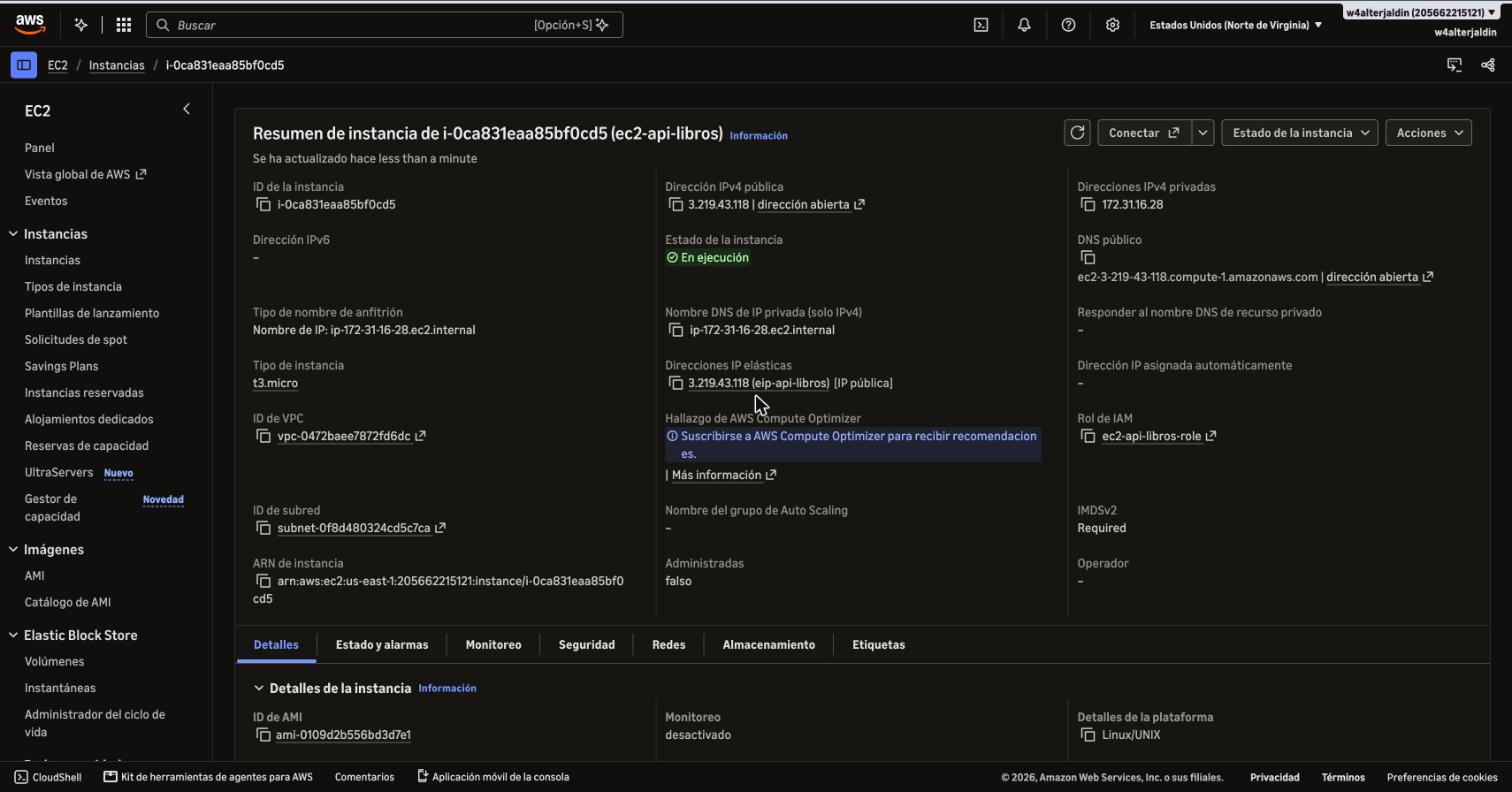 aws
Buscar
[Opción+S]
Estados Unidos (Norte de Virginia)
w4alterjaldin (205662215121)
w4alterjaldin
EC2 / Instancias / i-0ca831eaa85bf0cd5
EC2
Panel
Vista global de AWS
Eventos
Instancias
Instancias
Tipos de instancia
Plantillas de lanzamiento
Solicitudes de spot
Savings Plans
Instancias reservadas
Alojamientos dedicados
Reservas de capacidad
UltraServers Nuevo
Gestor de capacidad Novedad
Imágenes
AMI
Catálogo de AMI
Elastic Block Store
Volúmenes
Instantáneas
Administrador del ciclo de
vida
Resumen de instancia de i-0ca831eaa85bf0cd5 (ec2-api-libros) Información
Se ha actualizado hace less than a minute
Conectar
Estado de la instancia
Acciones
ID de la instancia
i-0ca831eaa85bf0cd5
Dirección IPv4 pública
3.219.43.118 | dirección abierta
Direcciones IPv4 privadas
172.31.16.28
Dirección IPv6
–
Estado de la instancia
En ejecución
DNS público
ec2-3-219-43-118.compute-1.amazonaws.com | dirección abierta
Tipo de nombre de anfitrión
Nombre de IP: ip-172-31-16-28.ec2.internal
Nombre DNS de IP privada (solo IPv4)
ip-172-31-16-28.ec2.internal
Responder al nombre DNS de recurso privado
–
Tipo de instancia
t3.micro
Direcciones IP elásticas
3.219.43.118 (eip-api-libros) [IP pública]
Dirección IP asignada automáticamente
–
ID de VPC
vpc-0472baee7872fd6dc
Hallazgo de AWS Compute Optimizer
Suscribirse a AWS Compute Optimizer para recibir recomendacion
es.
| Más información
Rol de IAM
ec2-api-libros-role
ID de subred
subnet-0f8d480324cd5c7ca
Nombre del grupo de Auto Scaling
–
IMDSv2
Required
ARN de instancia
arn:aws:ec2:us-east-1:205662215121:instance/i-0ca831eaa85bf0
cd5
Administradas
falso
Operador
–
Detalles
Estado y alarmas
Monitoreo
Seguridad
Redes
Almacenamiento
Etiquetas
Detalles de la instancia Información
ID de AMI
ami-0109d2b556bd3d7e1
Monitoreo
desactivado
Detalles de la plataforma
Linux/UNIX
CloudShell
Kit de herramientas de agentes para AWS
Comentarios
Aplicación móvil de la consola
© 2026, Amazon Web Services, Inc. o sus filiales.
Privacidad
Términos
Preferencias de cookies